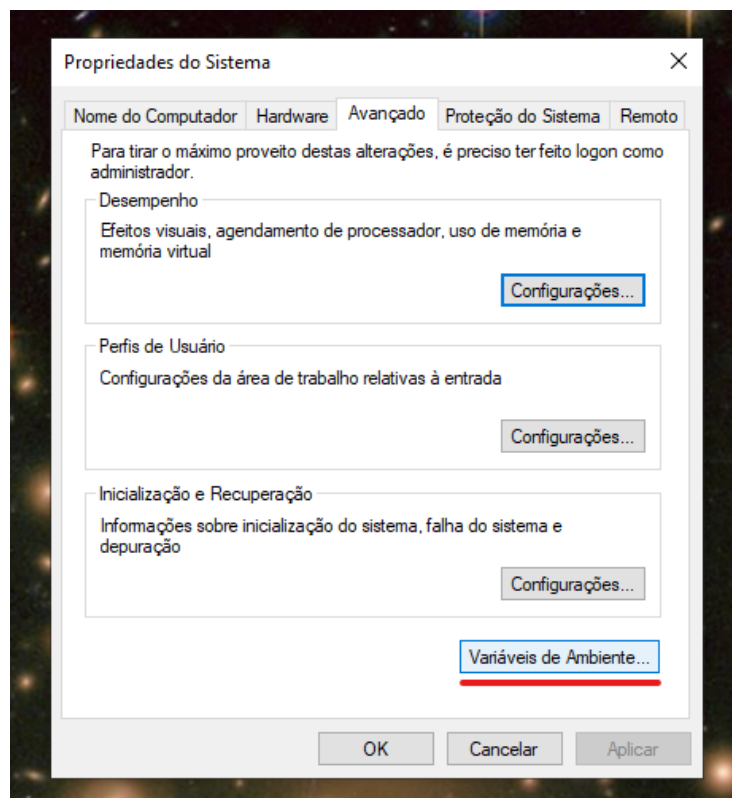 Propriedades do Sistema
Nome do Computador Hardware Avançado Proteção do Sistema Remoto
Para tirar o máximo proveito destas alterações, é preciso ter feito logon como
administrador.
Desempenho
Efeitos visuais, agendamento de processador, uso de memória e
memória virtual
Configurações...
Perfis de Usuário
Configurações da área de trabalho relativas à entrada
Configurações...
Inicialização e Recuperação
Informações sobre inicialização do sistema, falha do sistema e
depuração
Configurações...
Variáveis de Ambiente...
OK Cancelar Aplicar